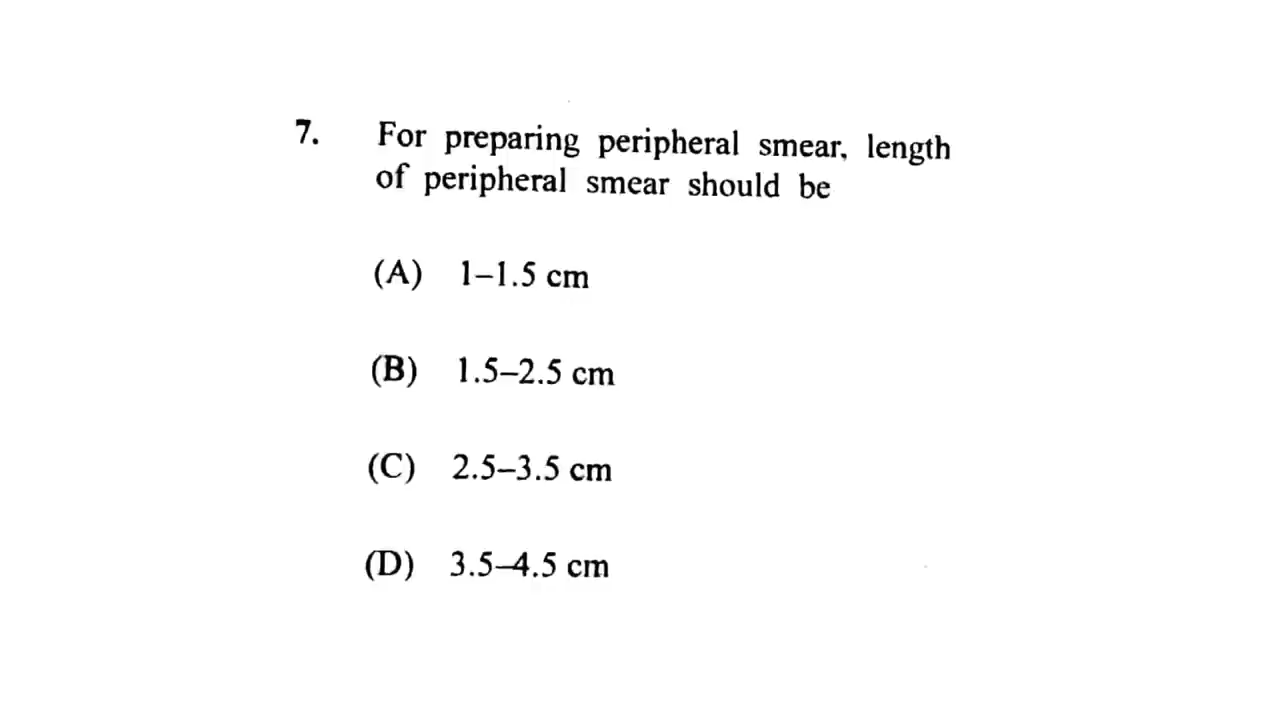 7. For preparing peripheral smear, length
of peripheral smear should be
(A) 1–1.5 cm
(B) 1.5–2.5 cm
(C) 2.5–3.5 cm
(D) 3.5–4.5 cm